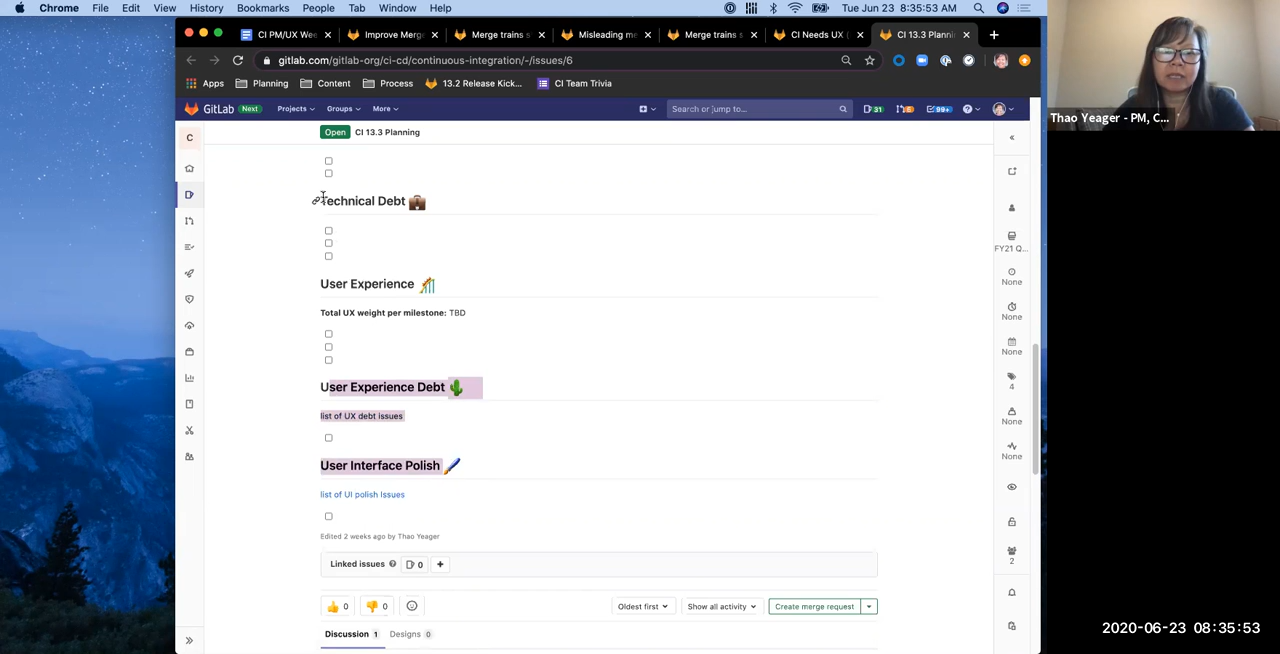 Chrome File Edit View History Bookmarks People Tab Window Help
Tue Jun 23 8:35:53 AM
CI PM/UX Wee
Improve Merge
Merge trains s
Misleading me
Merge trains s
CI Needs UX (
CI 13.3 Planni
gitlab.com/gitlab-org/ci-cd/continuous-integration/-/issues/6
Apps Planning Content Process 13.2 Release Kick... CI Team Trivia
GitLab Next Projects Groups More Search or jump to... 31 6 99+
C
Open CI 13.3 Planning
Technical Debt
FY21 Q...
User Experience
None
Total UX weight per milestone: TBD
None
None
User Experience Debt
4
list of UX debt issues
None
User Interface Polish
None
list of UI polish Issues
Edited 2 weeks ago by Thao Yeager
Linked issues 0
2
0 0 Oldest first Show all activity Create merge request
Discussion 1 Designs 0
Thao Yeager - PM, C...
2020-06-23 08:35:53